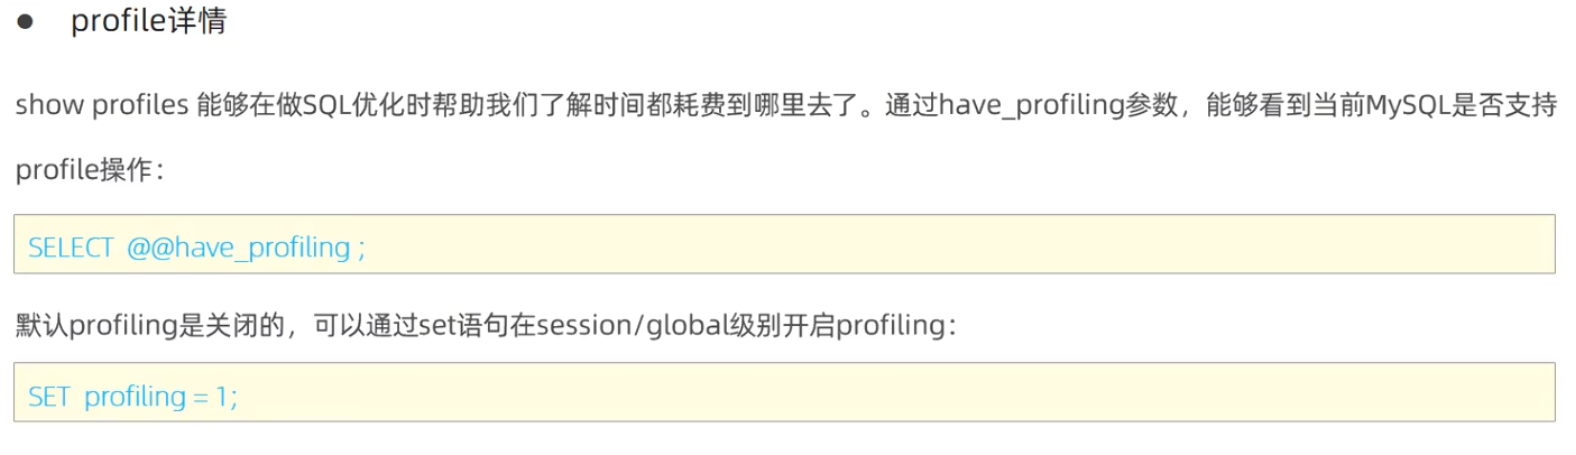 ● profile详情
show profiles 能够在做SQL优化时帮助我们了解时间都耗费到哪里去了。通过have_profiling参数，能够看到当前MySQL是否支持
profile操作：
SELECT @@have_profiling ;
默认profiling是关闭的，可以通过set语句在session/global级别开启profiling：
SET profiling = 1;